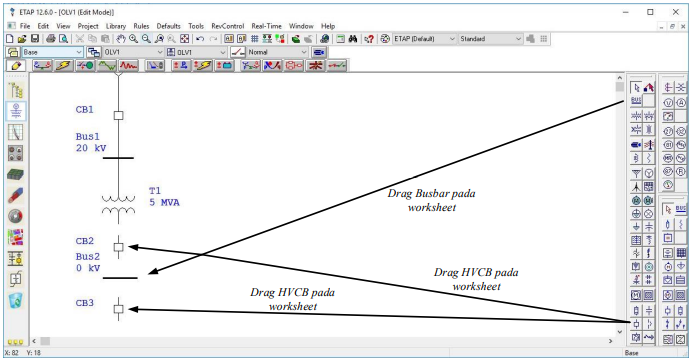 ETAP 12.6.0 - [OLV1 (Edit Mode)]
File Edit View Project Library Rules Defaults Tools RevControl Real-Time Window Help
ETAP (Default) Standard
Base OLV1 OLV1 Normal
CB1
Bus1
20 kV
T1
5 MVA
Drag Busbar pada
worksheet
CB2
Bus2
0 kV
Drag HVCB pada
worksheet
Drag HVCB pada
worksheet
CB3
BUS
BUS
X: 82 Y: 18 Base